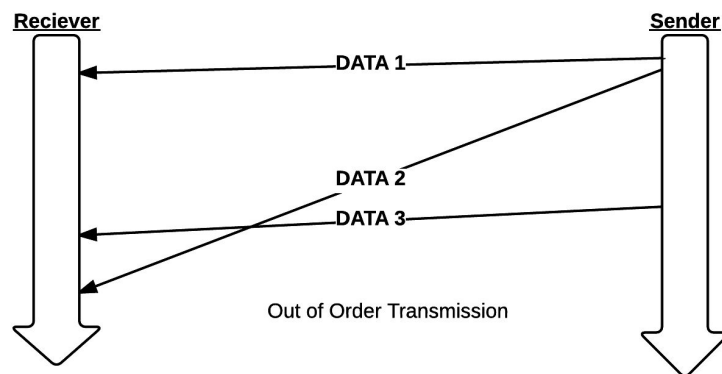 Reciever
Sender
DATA 1
DATA 2
DATA 3
Out of Order Transmission